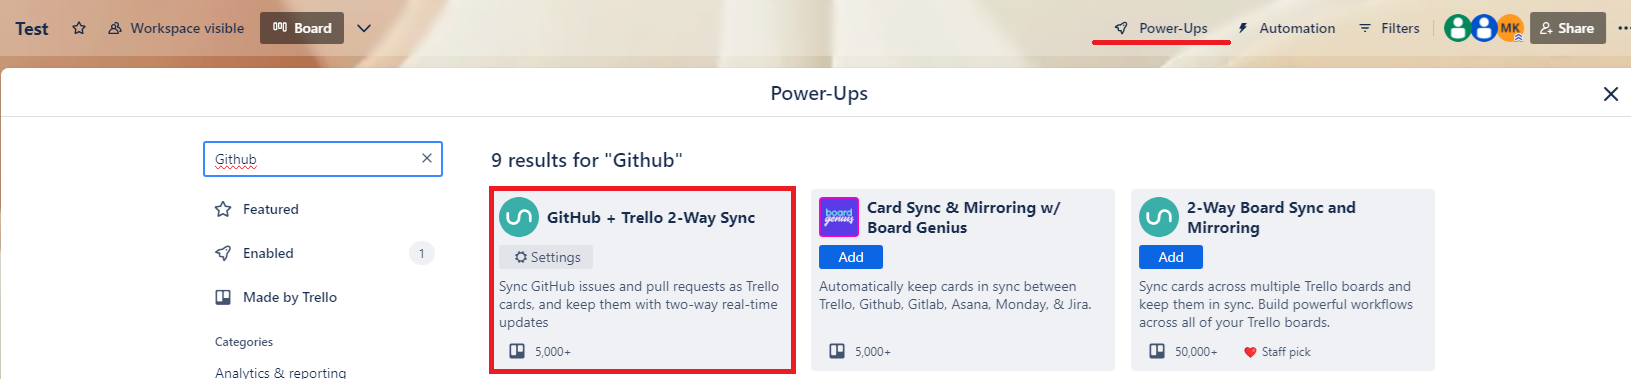 Test Workspace visible Board Power-Ups Automation Filters MK Share
Power-Ups
Github
9 results for "Github"
Featured
Enabled 1
Made by Trello
Categories
Analytics & reporting
GitHub + Trello 2-Way Sync
Settings
Sync GitHub issues and pull requests as Trello
cards, and keep them with two-way real-time
updates
5,000+
board
genius
Card Sync & Mirroring w/
Board Genius
Add
Automatically keep cards in sync between
Trello, Github, Gitlab, Asana, Monday, & Jira.
5,000+
2-Way Board Sync and
Mirroring
Add
Sync cards across multiple Trello boards and
keep them in sync. Build powerful workflows
across all of your Trello boards.
50,000+ Staff pick